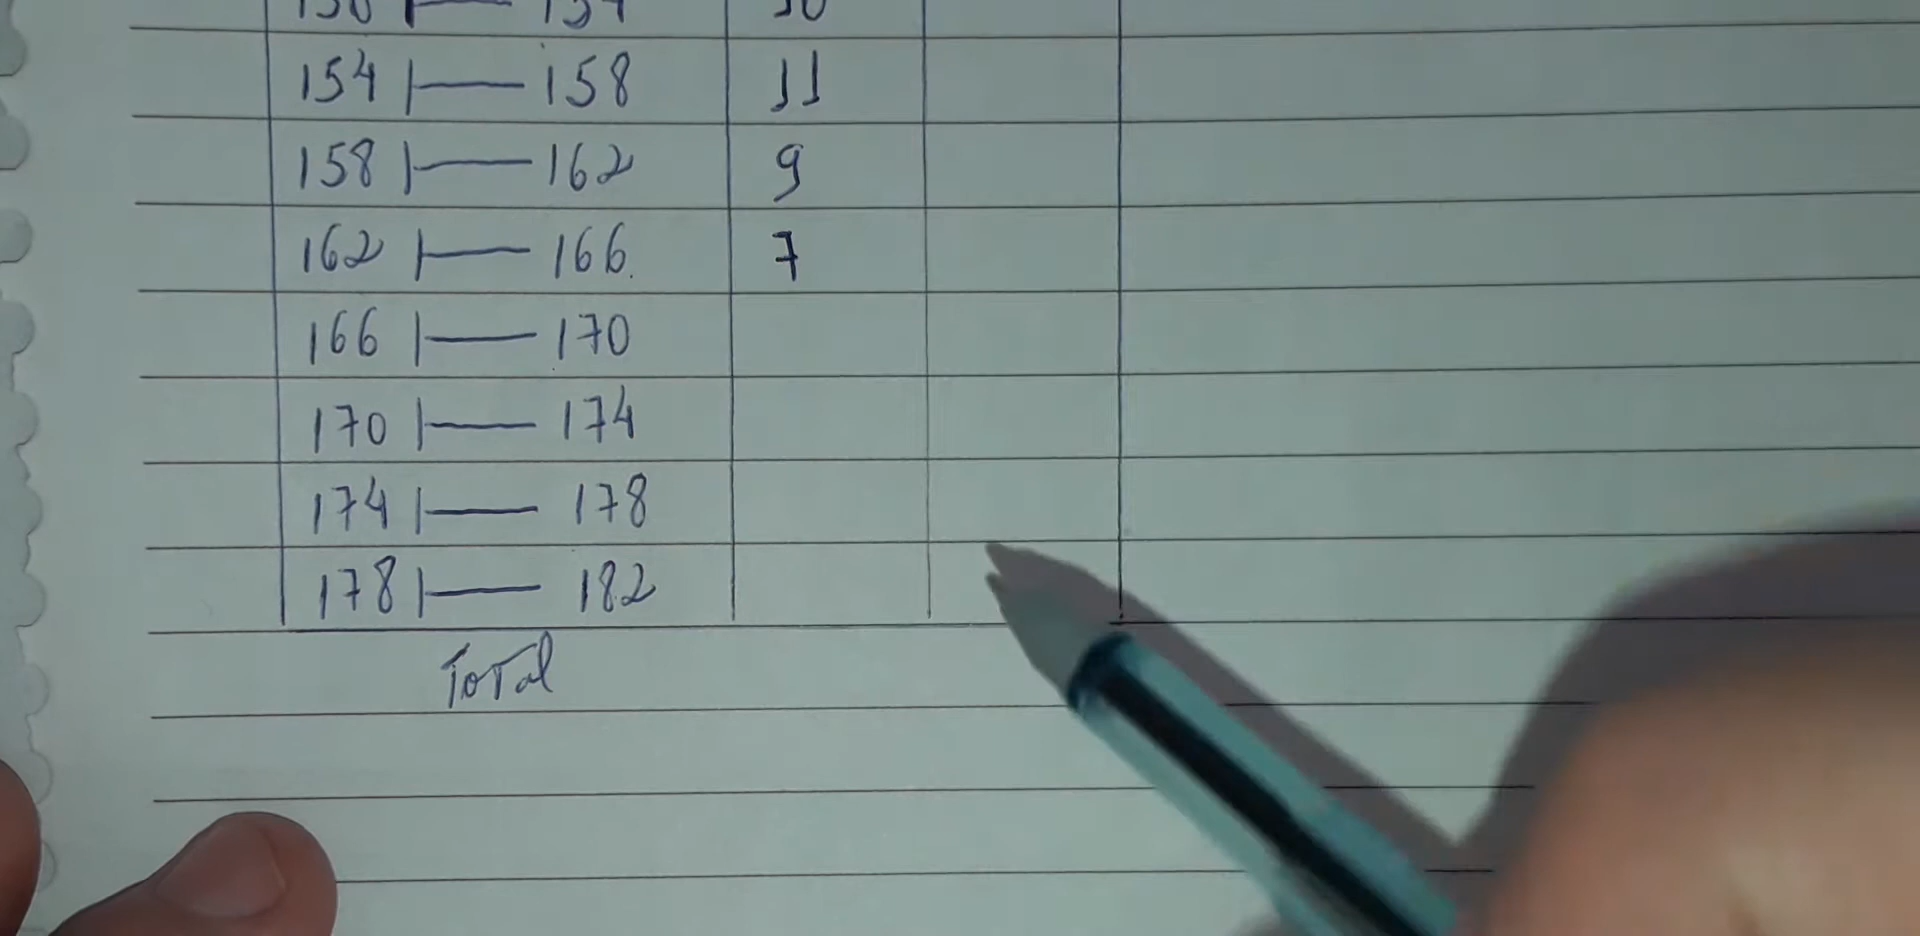 154 |—— 158 11
158 |—— 162 9
162 |—— 166 7
166 |—— 170
170 |—— 174
174 |—— 178
178 |—— 182
Total